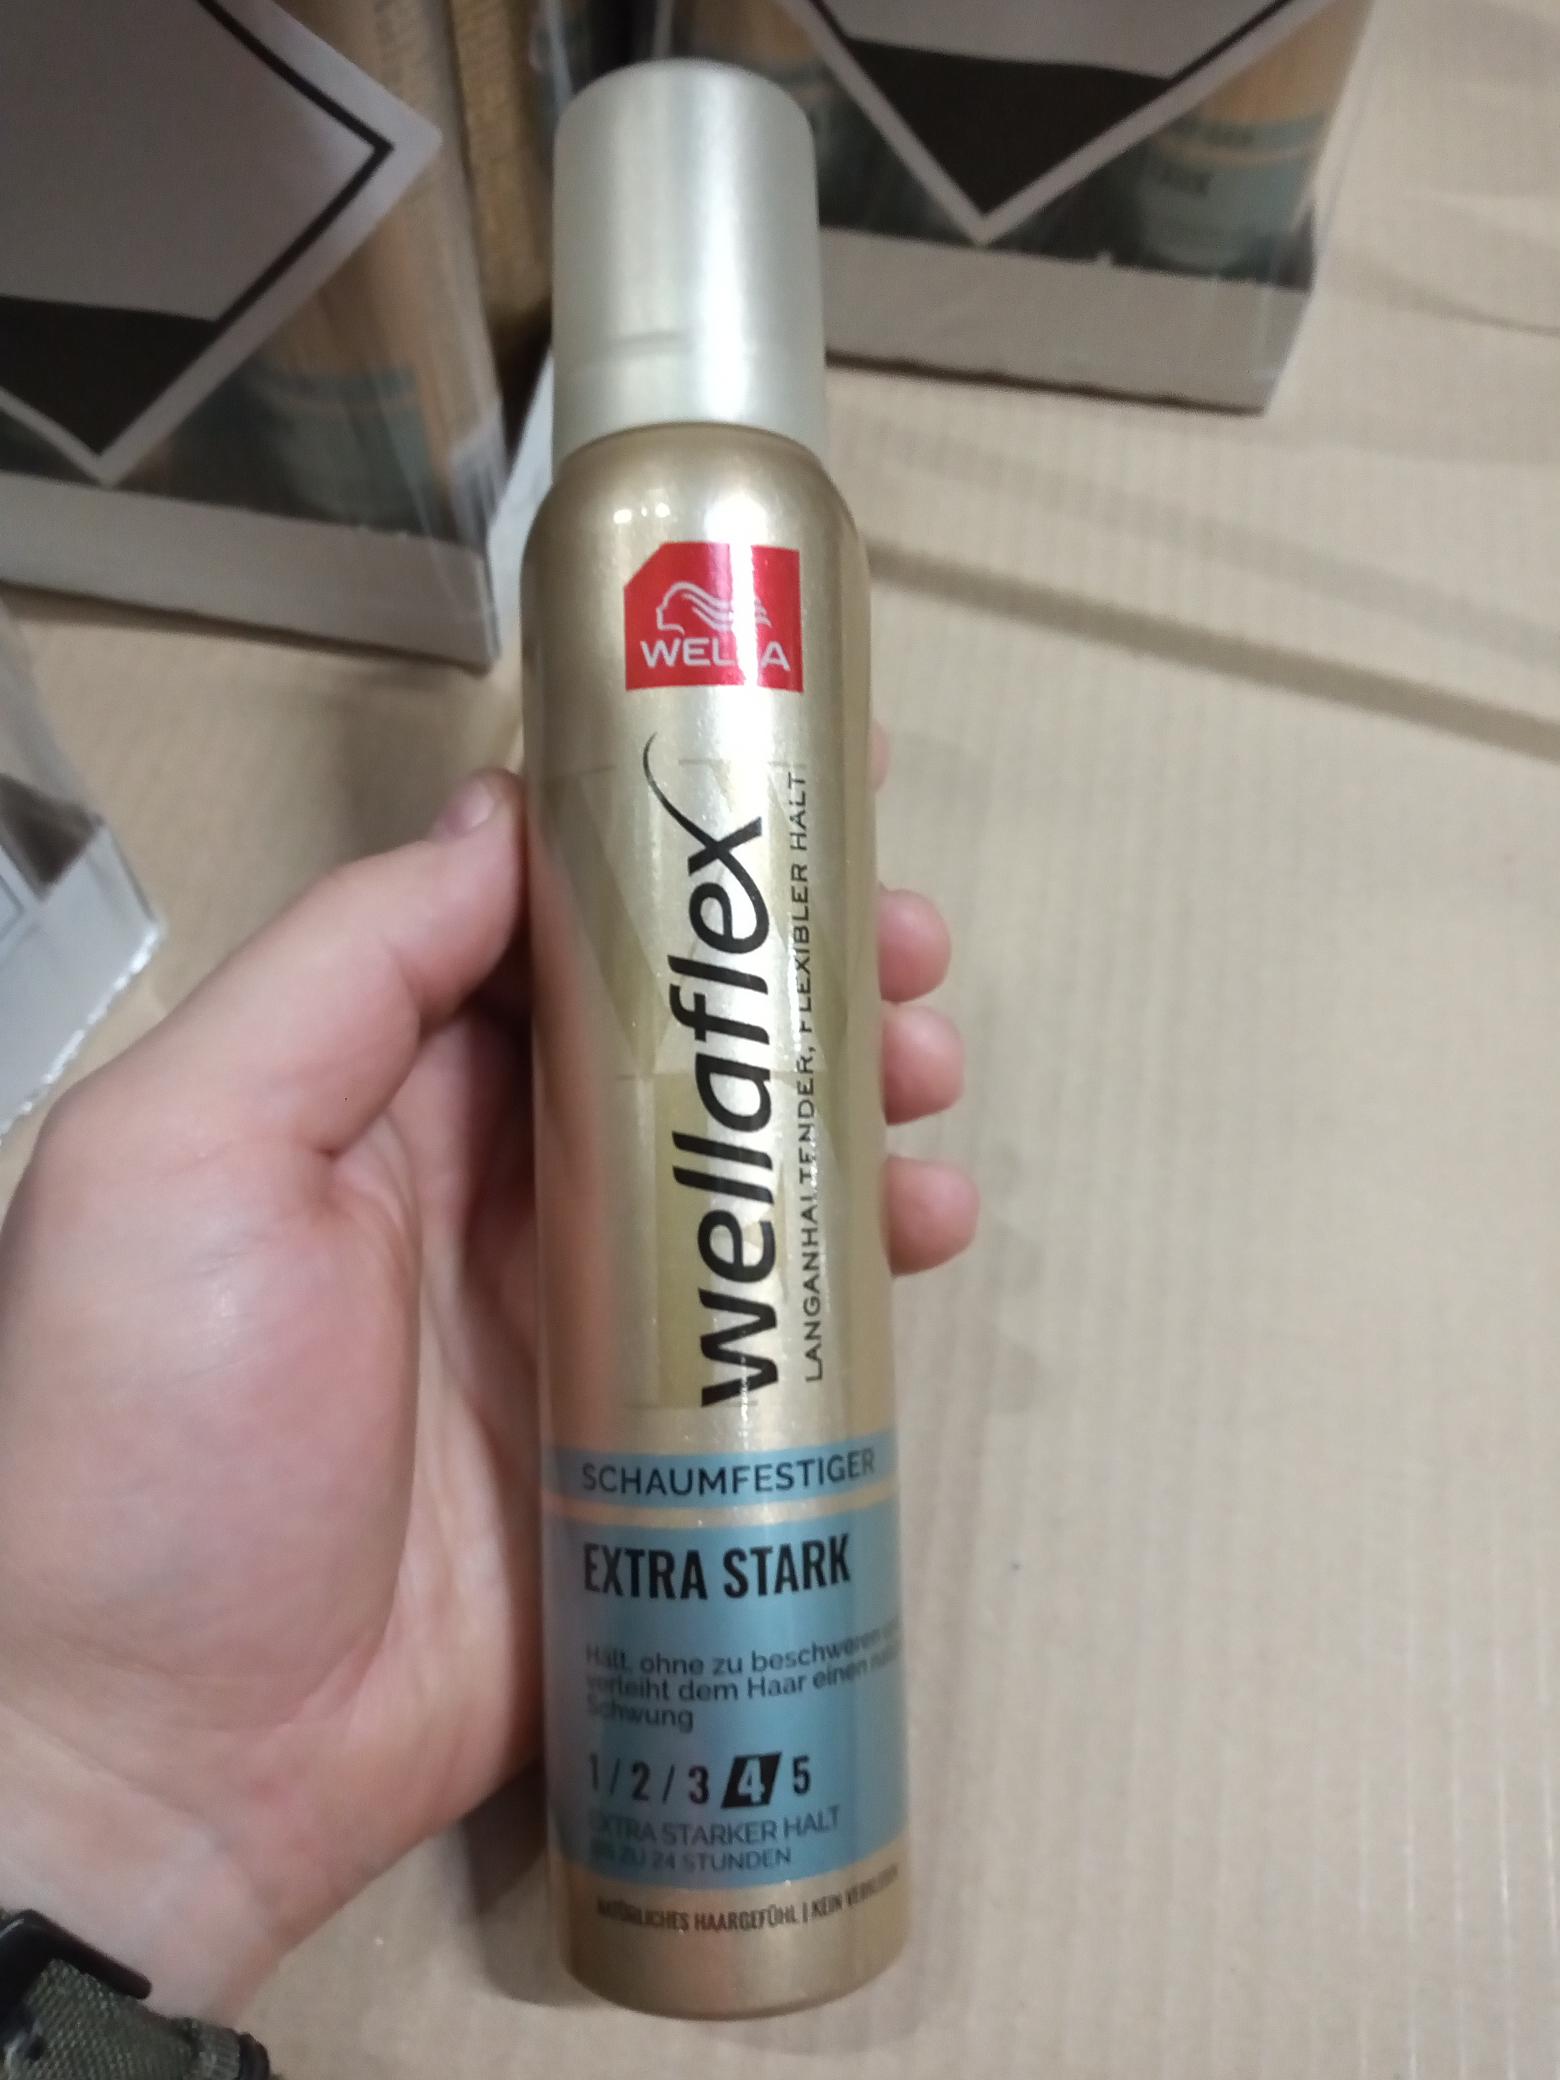 WELLA
wellaflex
LANGANHALTENDER, FLEXIBLER HALT
SCHAUMFESTIGER
EXTRA STARK
Hält, ohne zu beschweren
verleiht dem Haar einen
Schwung
1 / 2 / 3 4 5
EXTRA STARKER HALT
BIS ZU 24 STUNDEN
NATÜRLICHES HAARGEFÜHL | KEIN